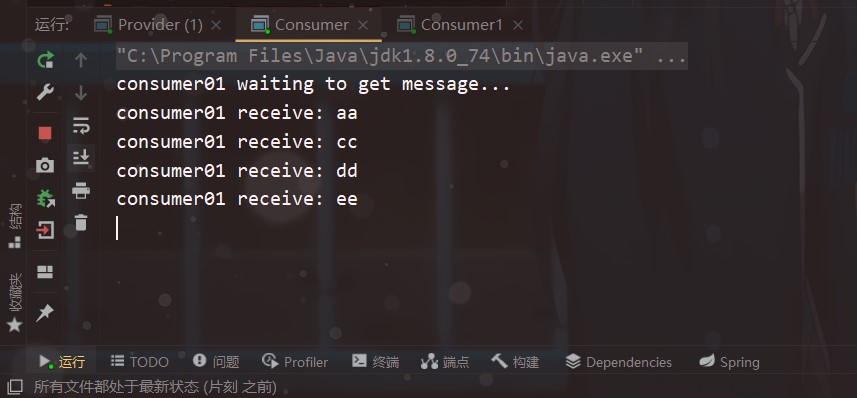 运行:
Provider (1)
Consumer
Consumer1
"C:\Program Files\Java\jdk1.8.0_74\bin\java.exe" ...
consumer01 waiting to get message...
consumer01 receive: aa
consumer01 receive: cc
consumer01 receive: dd
consumer01 receive: ee
结构
收藏夹
运行
TODO
问题
Profiler
终端
端点
构建
Dependencies
Spring
所有文件都处于最新状态 (片刻 之前)